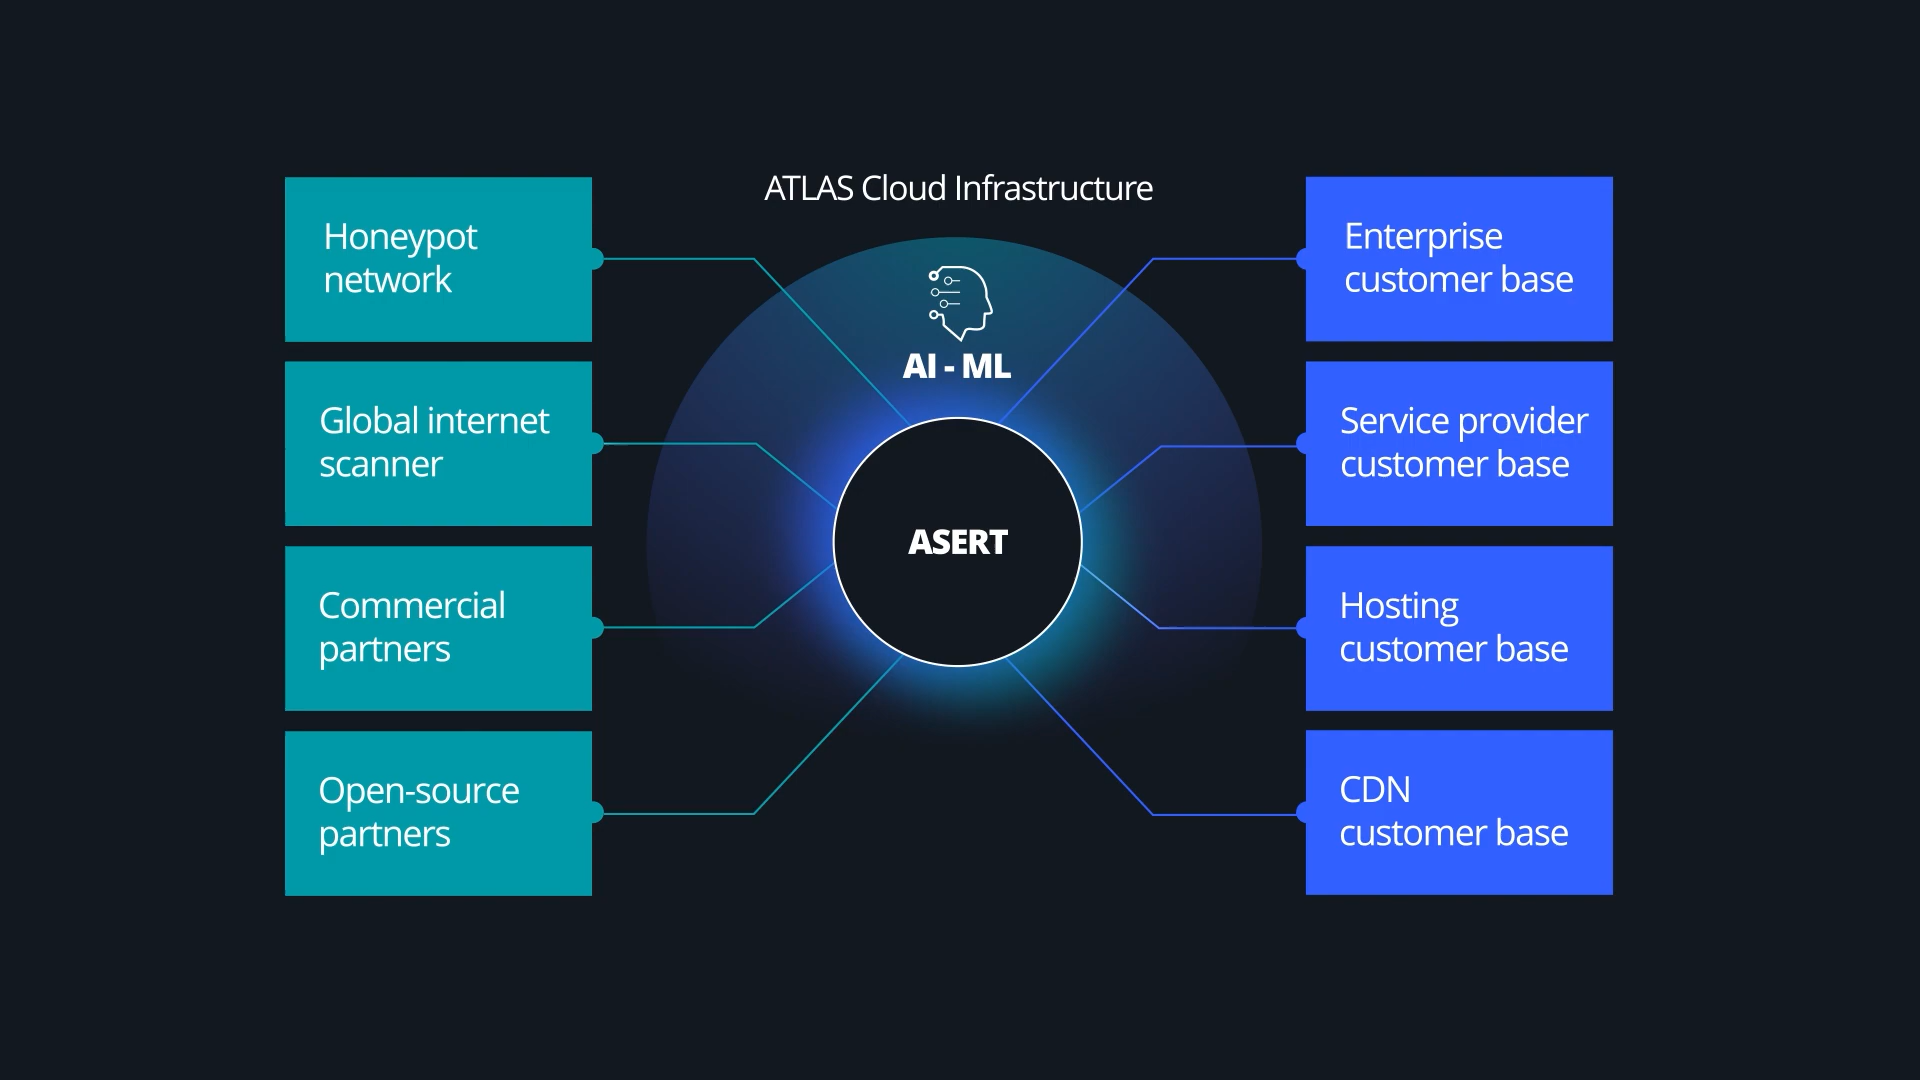 ATLAS Cloud Infrastructure
Honeypot
network
Global internet
scanner
Commercial
partners
Open-source
partners
AI - ML
ASERT
Enterprise
customer base
Service provider
customer base
Hosting
customer base
CDN
customer base